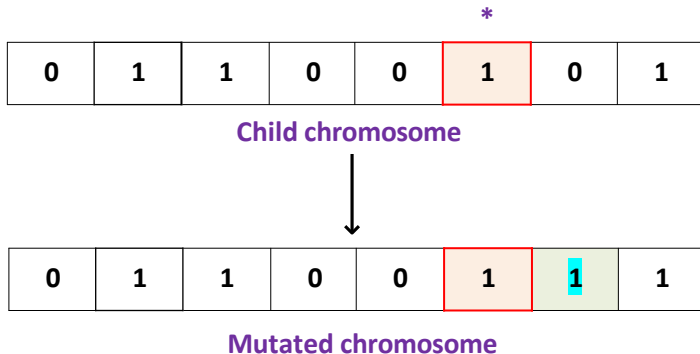 *
0 1 1 0 0 1 0 1
Child chromosome
0 1 1 0 0 1 1 1
Mutated chromosome